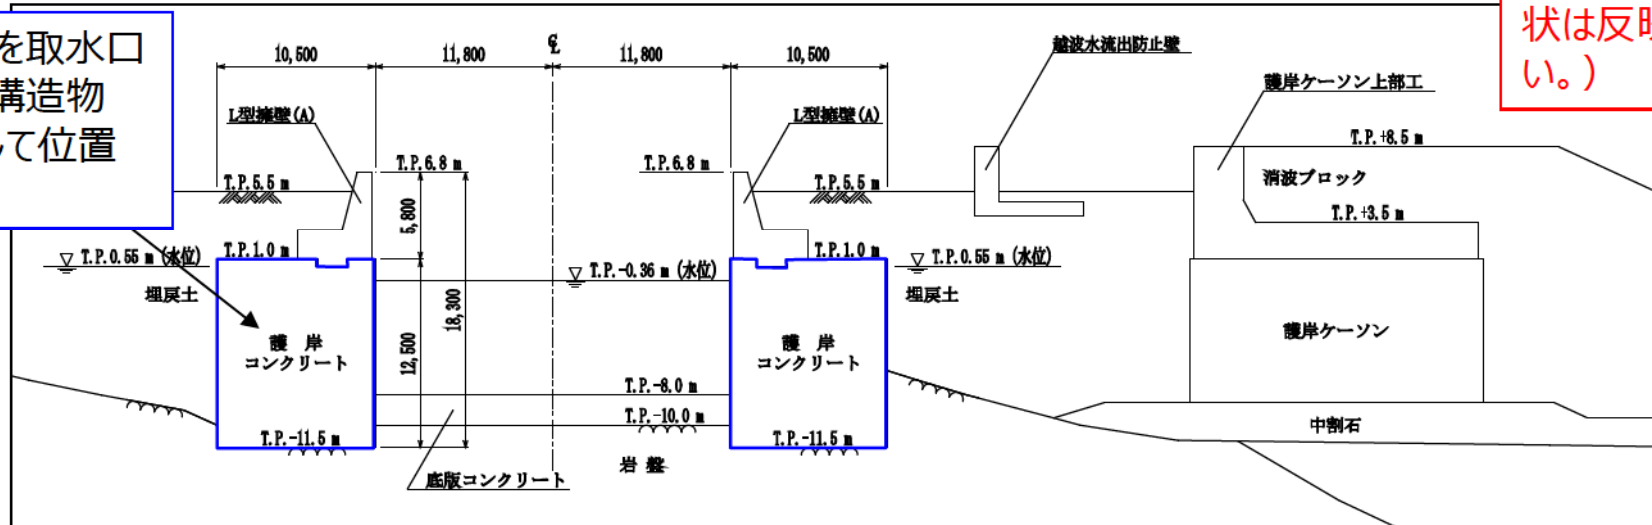 を取水口
構造物
って位置
状は反映
い。)
10,500
11,800
℄
11,800
10,500
越波水流出防止壁
護岸ケーソン上部工
L型擁壁(A)
L型擁壁(A)
T.P.+8.5 m
T.P.6.8 m
T.P.6.8 m
消波ブロック
T.P.5.5 m
T.P.5.5 m
T.P.+3.5 m
5,800
T.P.1.0 m
T.P.1.0 m
T.P.0.55 m (水位)
T.P.-0.36 m (水位)
T.P.0.55 m (水位)
埋戻土
埋戻土
18,300
12,500
護岸
コンクリート
護岸
コンクリート
護岸ケーソン
T.P.-8.0 m
T.P.-10.0 m
中割石
T.P.-11.5 m
T.P.-11.5 m
岩盤
底版コンクリート